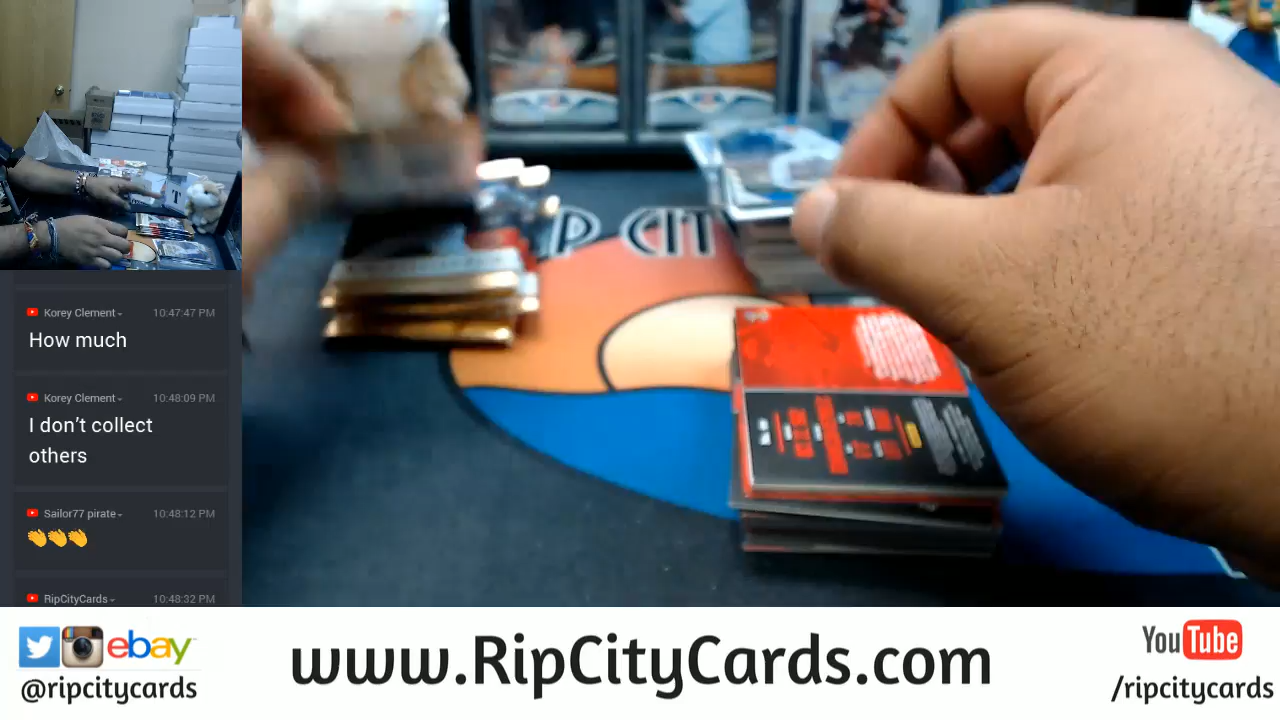 Korey Clement 10:47:47 PM
How much
Korey Clement 10:48:09 PM
I don't collect
others
Sailor77 pirate 10:48:12 PM
👏👏👏
RipCityCards 10:48:32 PM
P CIT
T
ebay
@ripcitycards
www.RipCityCards.com
YouTube
/ripcitycards